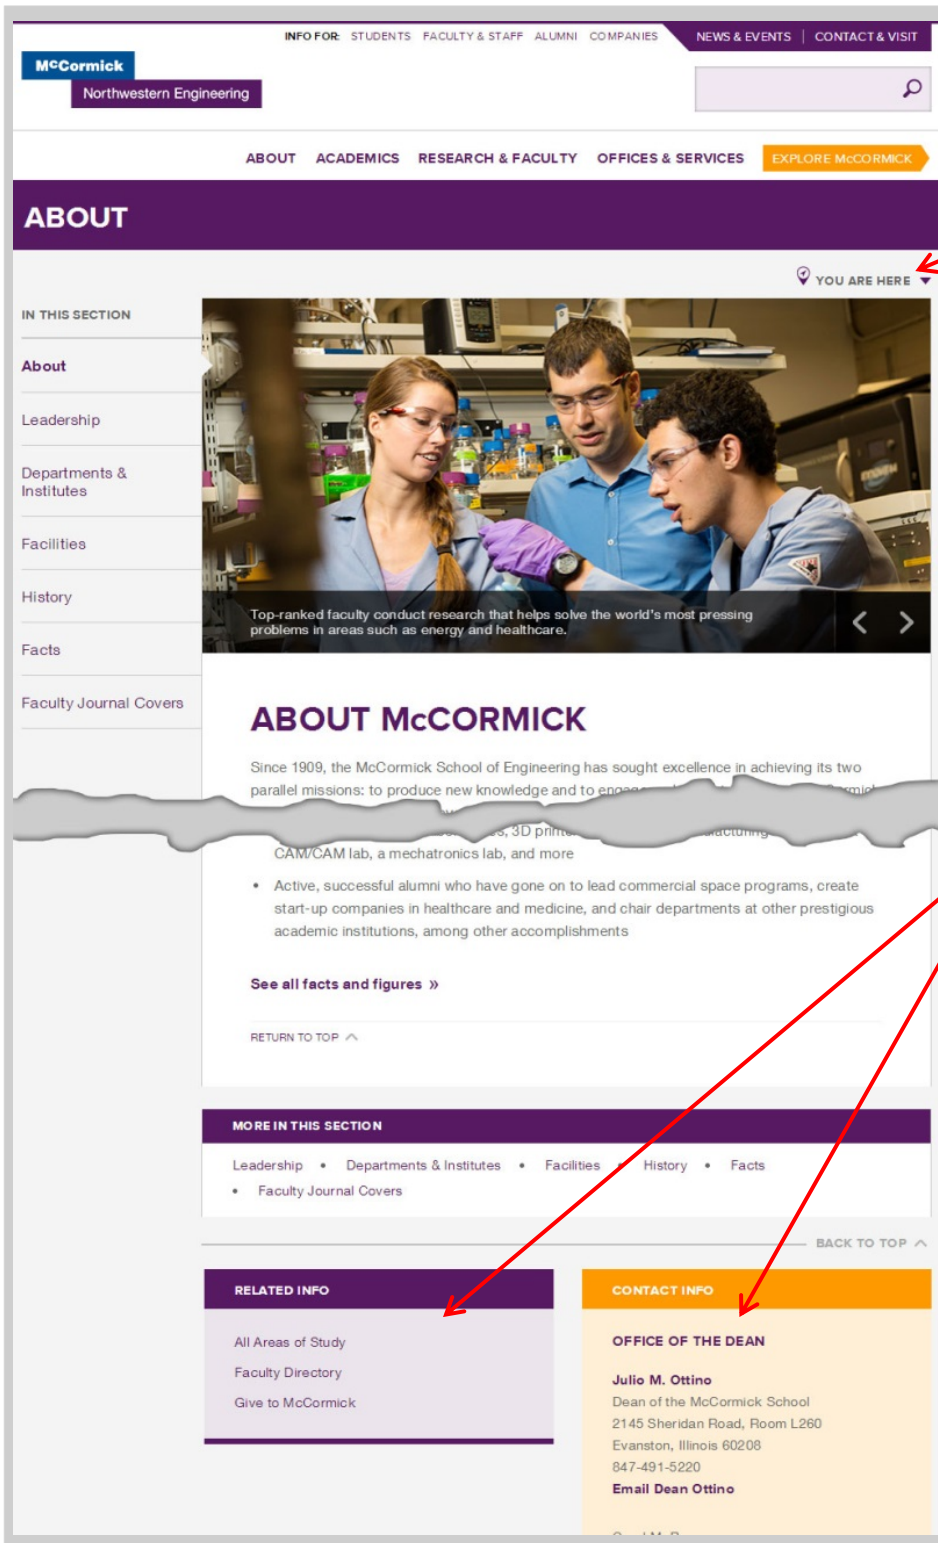 INFO FOR: STUDENTS FACULTY & STAFF ALUMNI COMPANIES
NEWS & EVENTS | CONTACT & VISIT
McCormick
Northwestern Engineering
ABOUT ACADEMICS RESEARCH & FACULTY OFFICES & SERVICES EXPLORE McCORMICK
ABOUT
YOU ARE HERE
IN THIS SECTION
About
Leadership
Departments &
Institutes
Facilities
History
Facts
Faculty Journal Covers
Top-ranked faculty conduct research that helps solve the world's most pressing
problems in areas such as energy and healthcare.
ABOUT McCORMICK
Since 1909, the McCormick School of Engineering has sought excellence in achieving its two
parallel missions: to produce new knowledge and to
3D
CAM/CAM lab, a mechatronics lab, and more
• Active, successful alumni who have gone on to lead commercial space programs, create
start-up companies in healthcare and medicine, and chair departments at other prestigious
academic institutions, among other accomplishments
See all facts and figures »
RETURN TO TOP
MORE IN THIS SECTION
Leadership • Departments & Institutes • Facilities • History • Facts
• Faculty Journal Covers
BACK TO TOP
RELATED INFO
All Areas of Study
Faculty Directory
Give to McCormick
CONTACT INFO
OFFICE OF THE DEAN
Julio M. Ottino
Dean of the McCormick School
2145 Sheridan Road, Room L260
Evanston, Illinois 60208
847-491-5220
Email Dean Ottino